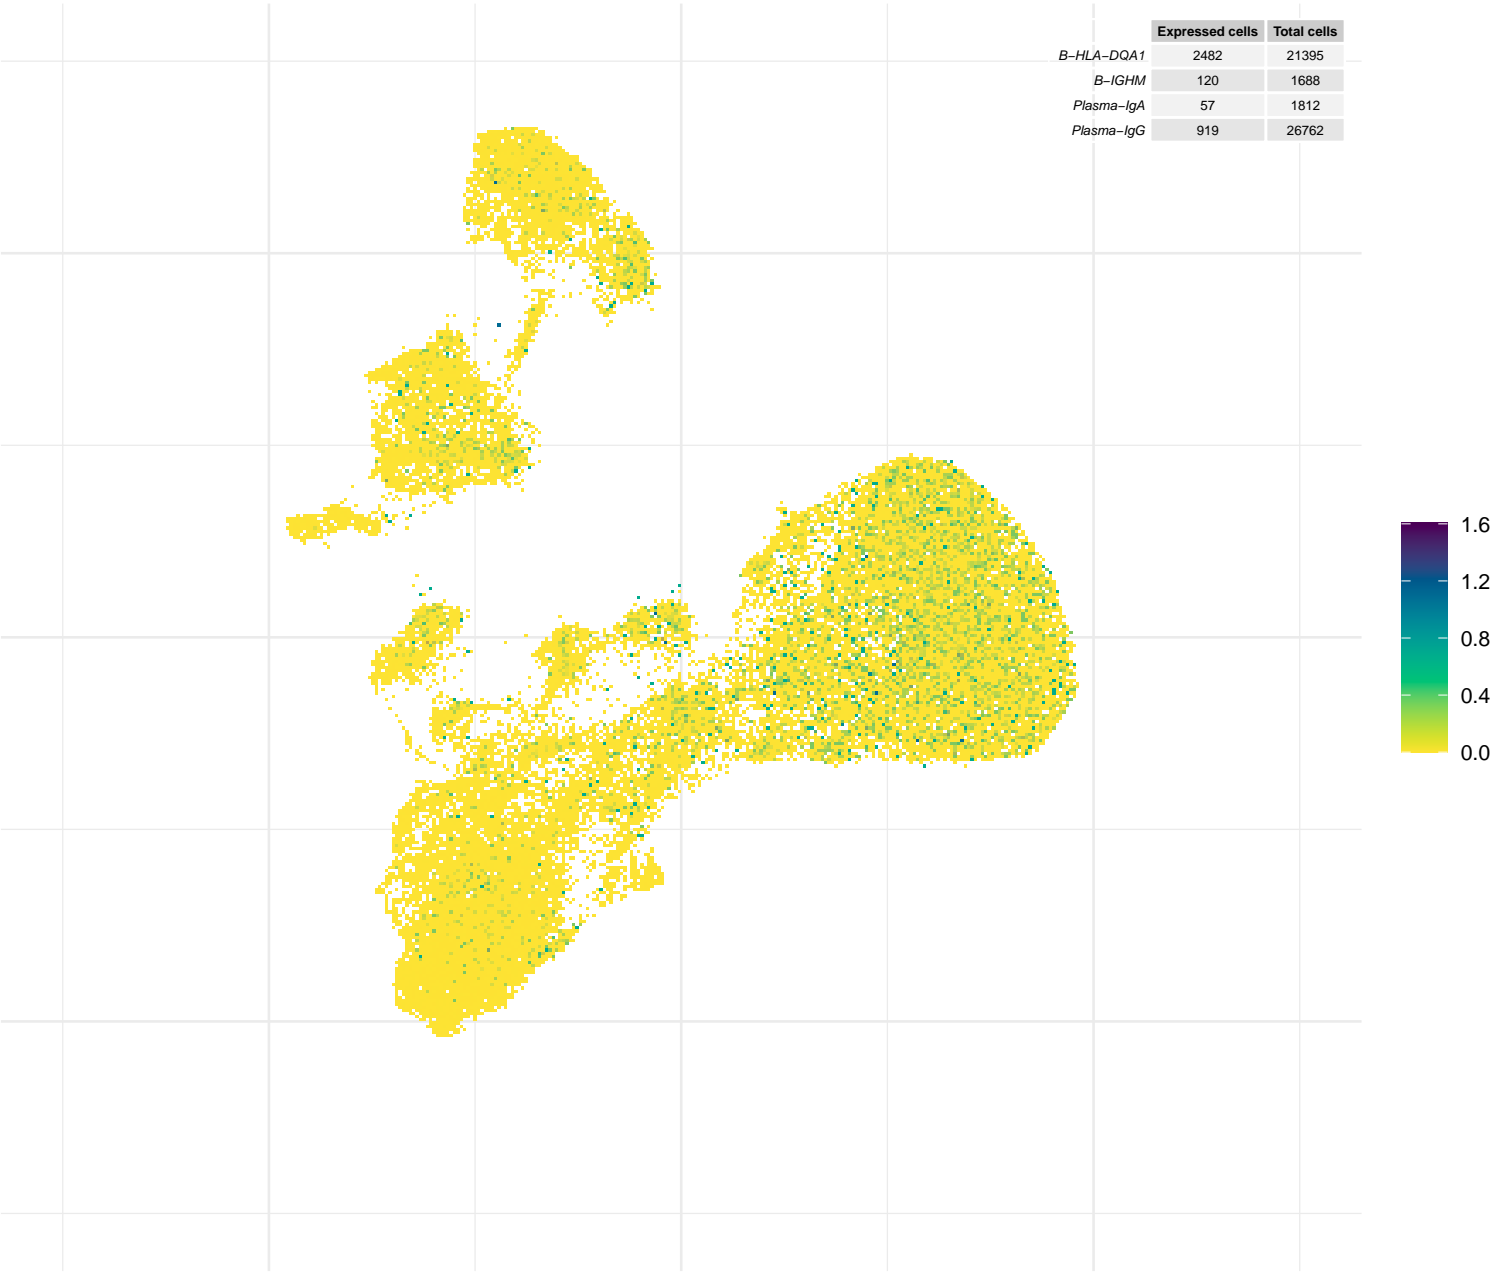 Expressed cells Total cells
B−HLA−DQA1 2482 21395
B−IGHM 120 1688
Plasma−IgA 57 1812
Plasma−IgG 919 26762
1.6
1.2
0.8
0.4
0.0